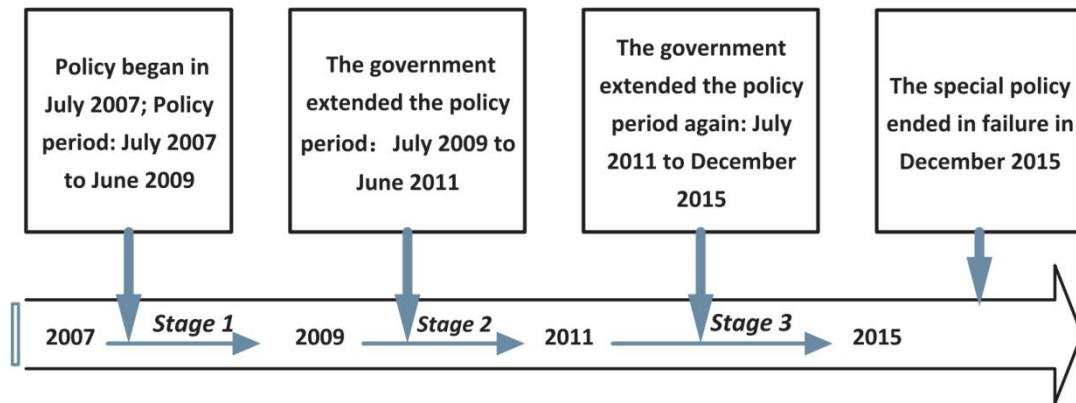 Policy began in
July 2007; Policy
period: July 2007
to June 2009
The government
extended the policy
period： July 2009 to
June 2011
The government
extended the policy
period again: July
2011 to December
2015
The special policy
ended in failure in
December 2015
2007
Stage 1
2009
Stage 2
2011
Stage 3
2015